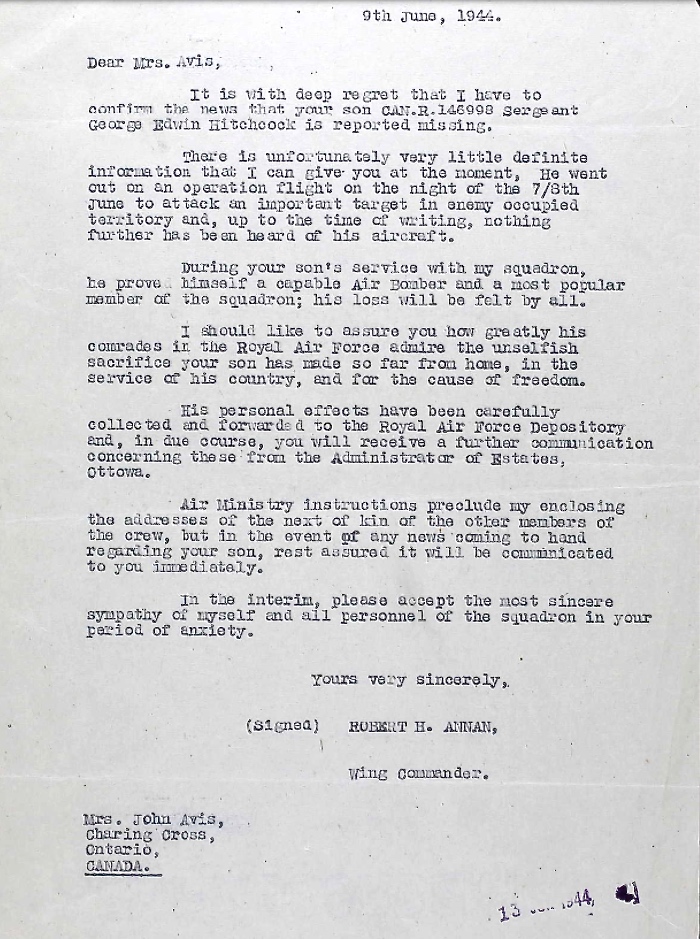 9th June, 1944.
Dear Mrs. Avis,
It is with deep regret that I have to
confirm the news that your son CAN.R.146998 Sergeant
George Edwin Hitchcock is reported missing.
There is unfortunately very little definite
information that I can give you at the moment, He went
out on an operation flight on the night of the 7/8th
June to attack an important target in enemy occupied
territory and, up to the time of writing, nothing
further has been heard of his aircraft.
During your son's service with my squadron,
he prove himself a capable Air Bomber and a most popular
member of the squadron; his loss will be felt by all.
I should like to assure you how greatly his
comrades in the Royal Air Force admire the unselfish
sacrifice your son has made so far from home, in the
service of his country, and for the cause of freedom.
His personal effects have been carefully
collected and forwarded to the Royal Air Force Depository
and, in due course, you will receive a further communication
concerning these from the Administrator of Estates,
Ottowa.
Air Ministry instructions preclude my enclosing
the addresses of the next of kin of the other members of
the crew, but in the event of any news coming to hand
regarding your son, rest assured it will be communicated
to you immediately.
In the interim, please accept the most sincere
sympathy of myself and all personnel of the squadron in your
period of anxiety.
Yours very sincerely,
(Signed) ROBERT H. ANNAN,
Wing Commander.
Mrs. John Avis,
Charing Cross,
Ontario,
CANADA.
13 1944